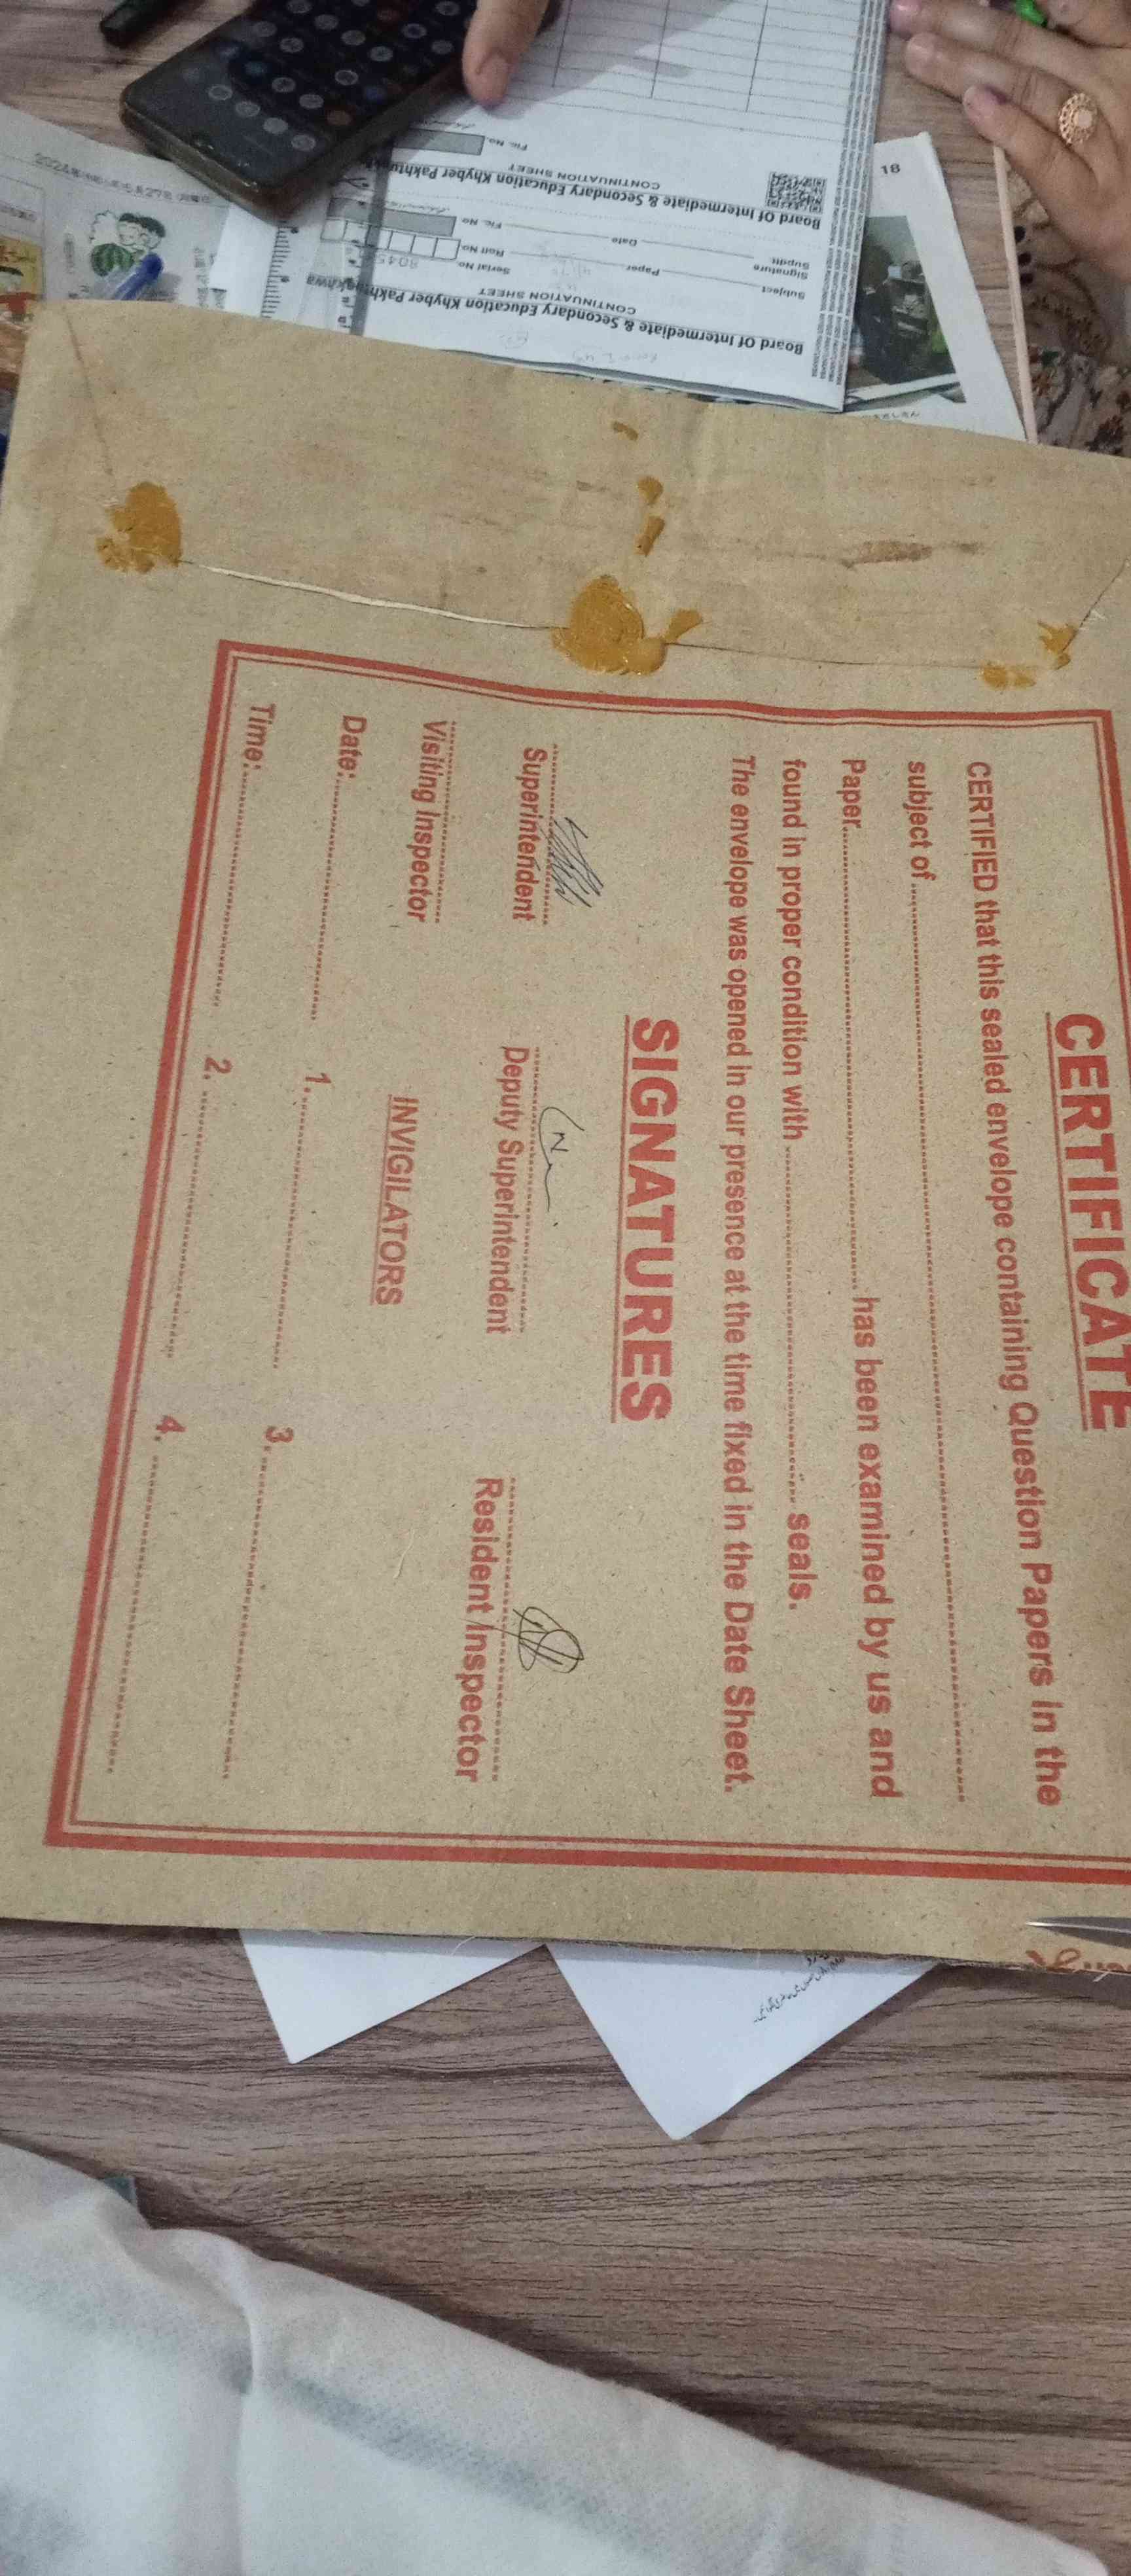 CERTIFICATE
CERTIFIED that this sealed envelope containing Question Papers in the
subject of
Paper has been examined by us and
found in proper condition with seals.
The envelope was opened in our presence at the time fixed in the Date Sheet.
SIGNATURES
Superintendent Deputy Superintendent Resident Inspector
Visiting Inspector
INVIGILATORS
Date: 1. 3.
Time: 2. 4.
Board Of Intermediate & Secondary Education Khyber Pakhtunkhwa
CONTINUATION SHEET
Subject Serial No.
Signature Paper Roll No.
Supdtt: Date Fic. No
Board Of Intermediate & Secondary Education Khyber Pakhtunkhwa
CONTINUATION SHEET
Fic. No.
18